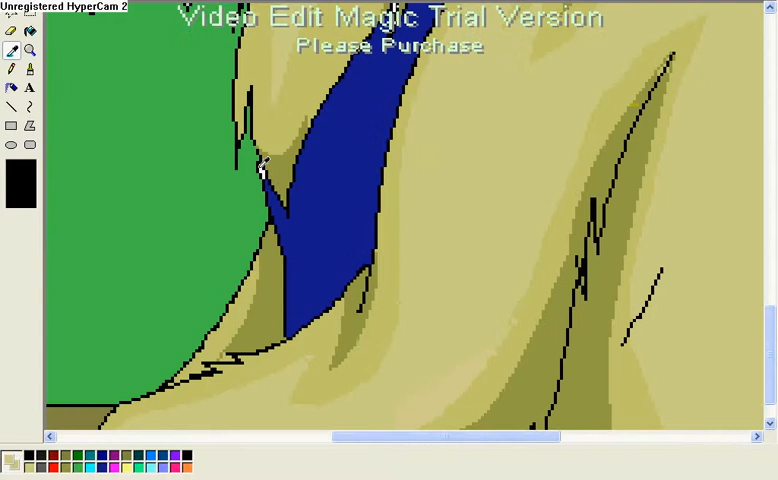 Unregistered HyperCam 2
Video Edit Magic Trial Version
Please Purchase
A